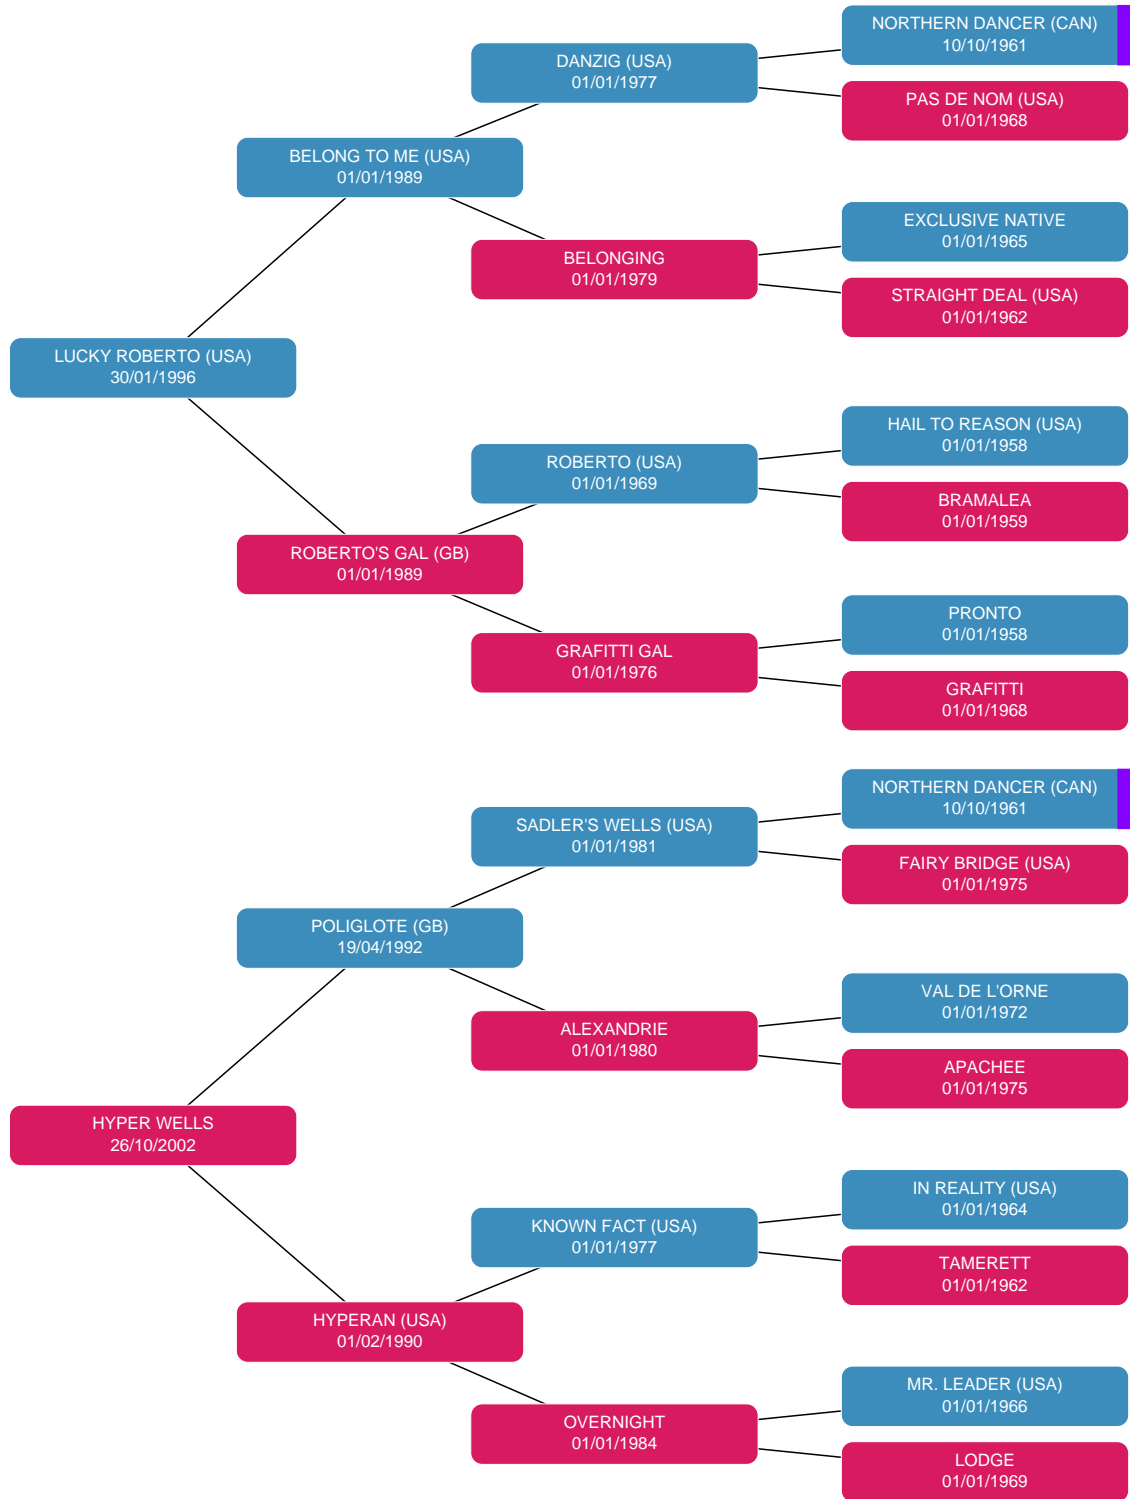 NORTHERN DANCER (CAN)
10/10/1961
DANZIG (USA)
01/01/1977
PAS DE NOM (USA)
01/01/1968
BELONG TO ME (USA)
01/01/1989
EXCLUSIVE NATIVE
01/01/1965
BELONGING
01/01/1979
STRAIGHT DEAL (USA)
01/01/1962
LUCKY ROBERTO (USA)
30/01/1996
HAIL TO REASON (USA)
01/01/1958
ROBERTO (USA)
01/01/1969
BRAMALEA
01/01/1959
ROBERTO'S GAL (GB)
01/01/1989
PRONTO
01/01/1958
GRAFITTI GAL
01/01/1976
GRAFITTI
01/01/1968
NORTHERN DANCER (CAN)
10/10/1961
SADLER'S WELLS (USA)
01/01/1981
FAIRY BRIDGE (USA)
01/01/1975
POLIGLOTE (GB)
19/04/1992
VAL DE L'ORNE
01/01/1972
ALEXANDRIE
01/01/1980
APACHEE
01/01/1975
HYPER WELLS
26/10/2002
IN REALITY (USA)
01/01/1964
KNOWN FACT (USA)
01/01/1977
TAMERETT
01/01/1962
HYPERAN (USA)
01/02/1990
MR. LEADER (USA)
01/01/1966
OVERNIGHT
01/01/1984
LODGE
01/01/1969